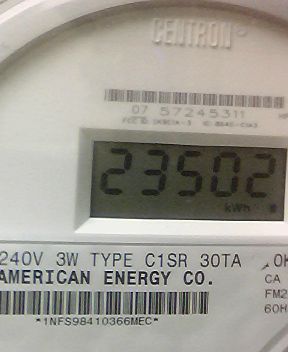 CENTRON®
07 57245311
23502
kWh
240V 3W TYPE C1SR 30TA
AMERICAN ENERGY CO.
CA
FM2
60H
*1NFS98410366MEC*